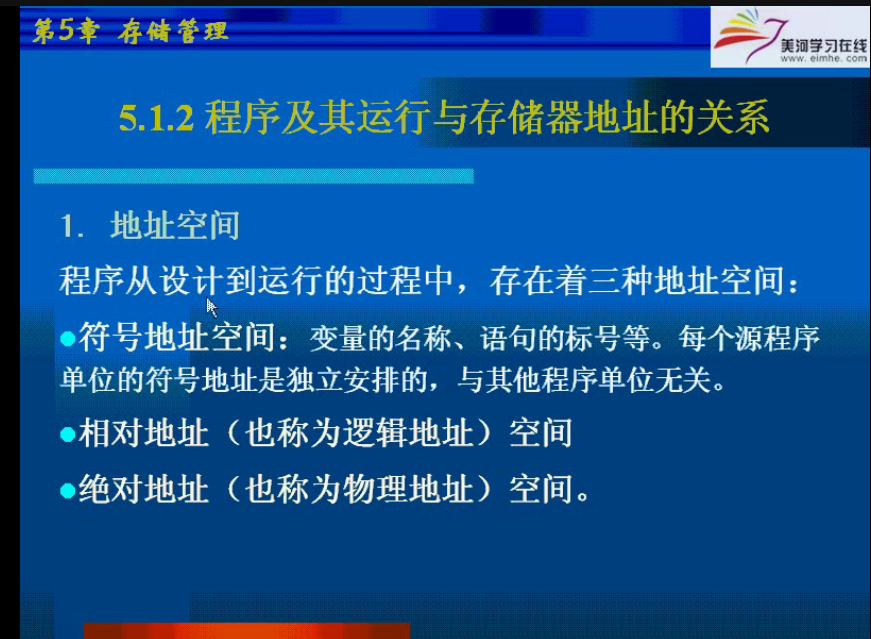 第5章 存储管理
美河学习在线
www.eimhe.com
5.1.2 程序及其运行与存储器地址的关系
1. 地址空间
程序从设计到运行的过程中，存在着三种地址空间：
●符号地址空间：变量的名称、语句的标号等。每个源程序
单位的符号地址是独立安排的，与其他程序单位无关。
●相对地址（也称为逻辑地址）空间
●绝对地址（也称为物理地址）空间。